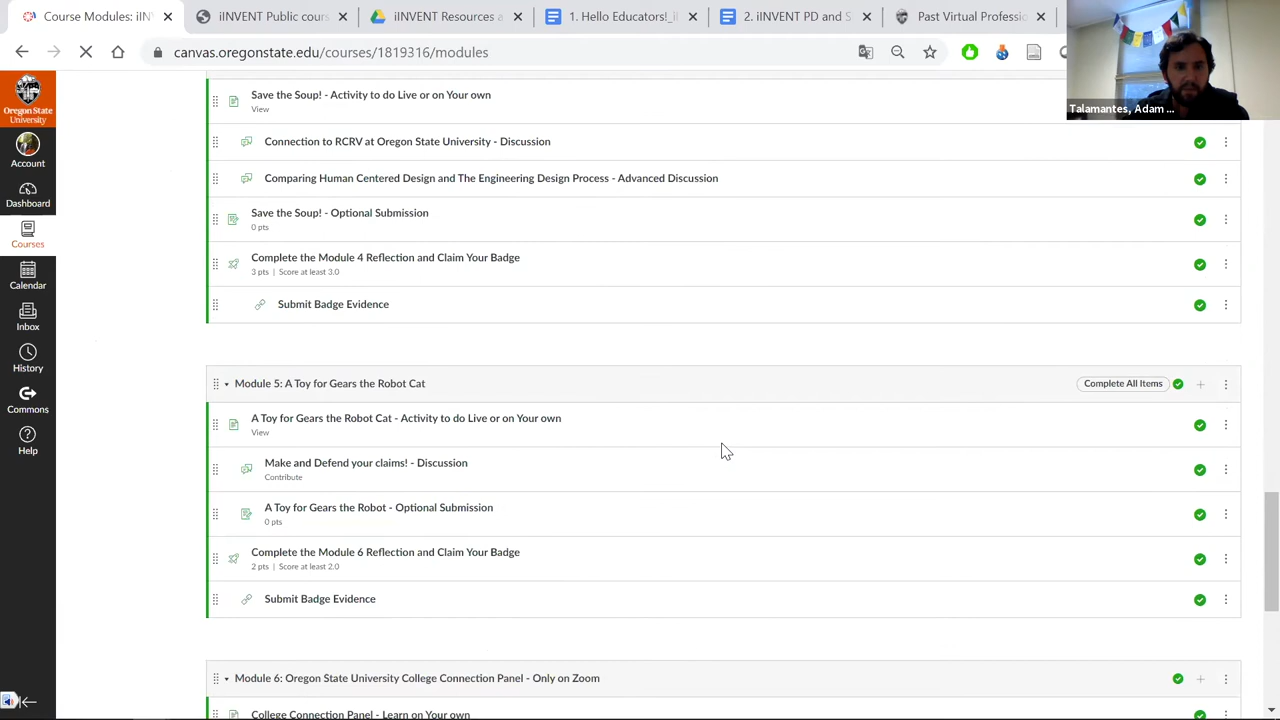 Course Modules: iIN
iINVENT Public cours
iINVENT Resources a
1. Hello Educators!_il
2. iINVENT PD and S
Past Virtual Professio
canvas.oregonstate.edu/courses/1819316/modules
Talamantes, Adam ...
Oregon State
University
Account
Dashboard
Courses
Calendar
Inbox
History
Commons
Help
Save the Soup! - Activity to do Live or on Your own
View
Connection to RCRV at Oregon State University - Discussion
Comparing Human Centered Design and The Engineering Design Process - Advanced Discussion
Save the Soup! - Optional Submission
0 pts
Complete the Module 4 Reflection and Claim Your Badge
3 pts | Score at least 3.0
Submit Badge Evidence
Module 5: A Toy for Gears the Robot Cat
Complete All Items
A Toy for Gears the Robot Cat - Activity to do Live or on Your own
View
Make and Defend your claims! - Discussion
Contribute
A Toy for Gears the Robot - Optional Submission
0 pts
Complete the Module 6 Reflection and Claim Your Badge
2 pts | Score at least 2.0
Submit Badge Evidence
Module 6: Oregon State University College Connection Panel - Only on Zoom
College Connection Panel - Learn on Your own